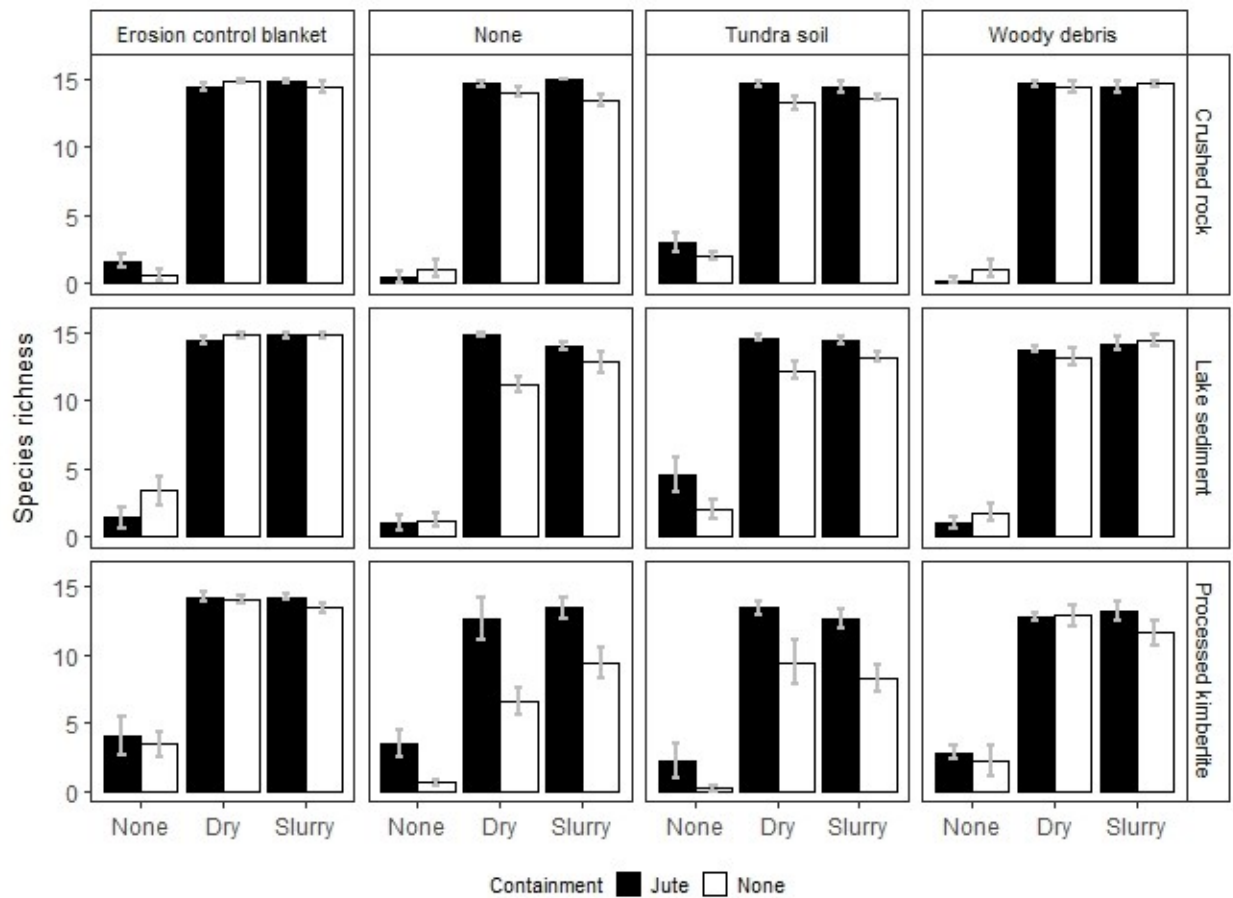 Erosion control blanket None Tundra soil Woody debris
15
10
5
0
Crushed rock
15
10
5
0
Lake sediment
15
10
5
0
Processed kimberlite
Species richness
None Dry Slurry None Dry Slurry None Dry Slurry None Dry Slurry
Containment Jute None